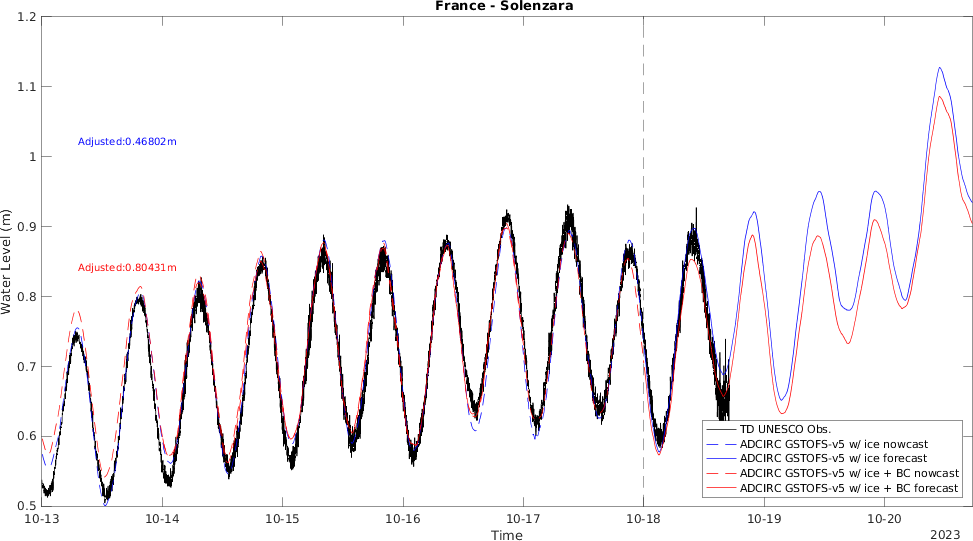 France - Solenzara
1.2
1.1
1
0.9
0.8
0.7
0.6
0.5
Water Level (m)
Adjusted:0.46802m
Adjusted:0.80431m
TD UNESCO Obs.
ADCIRC GSTOFS-v5 w/ ice nowcast
ADCIRC GSTOFS-v5 w/ ice forecast
ADCIRC GSTOFS-v5 w/ ice + BC nowcast
ADCIRC GSTOFS-v5 w/ ice + BC forecast
10-13 10-14 10-15 10-16 10-17 10-18 10-19 10-20
Time
2023